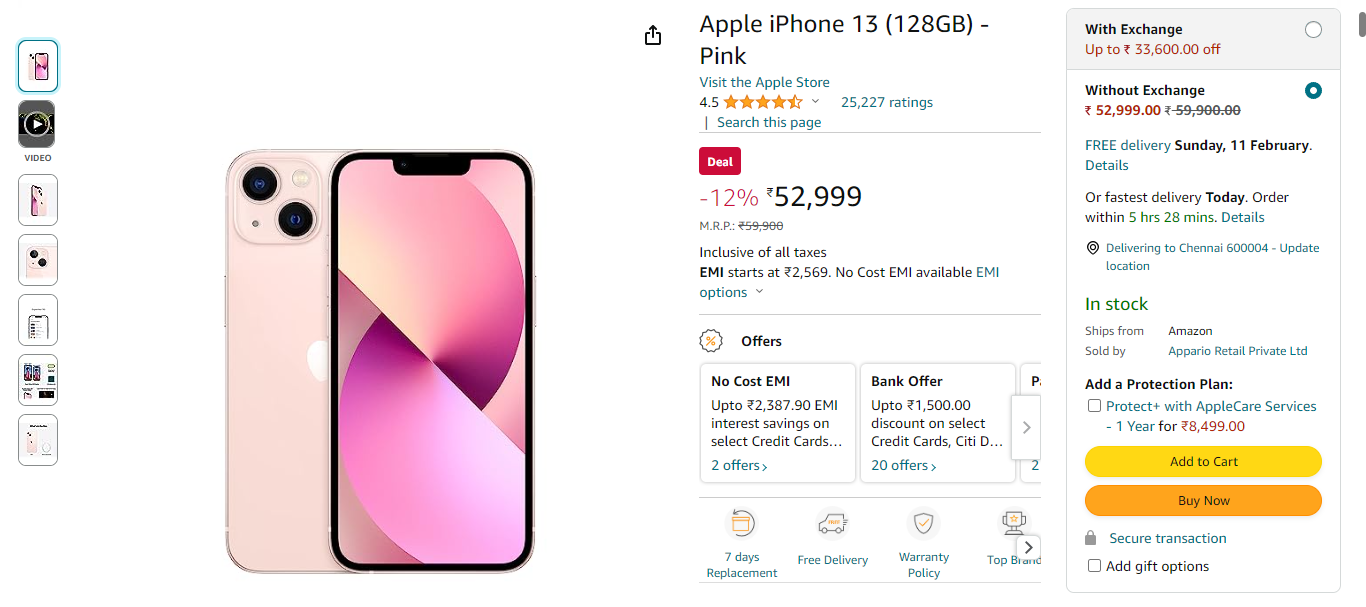 VIDEO
Apple iPhone 13 (128GB) -
Pink
Visit the Apple Store
4.5
25,227 ratings
| Search this page
Deal
-12% ₹52,999
M.R.P.: ₹59,900
Inclusive of all taxes
EMI starts at ₹2,569. No Cost EMI available EMI
options
Offers
No Cost EMI
Upto ₹2,387.90 EMI
interest savings on
select Credit Cards...
2 offers›
Bank Offer
Upto ₹1,500.00
discount on select
Credit Cards, Citi D...
20 offers›
2
7 days
Replacement
Free Delivery
Warranty
Policy
Top Brand
With Exchange
Up to ₹ 33,600.00 off
Without Exchange
₹ 52,999.00 ₹ 59,900.00
FREE delivery Sunday, 11 February.
Details
Or fastest delivery Today. Order
within 5 hrs 28 mins. Details
Delivering to Chennai 600004 - Update
location
In stock
Ships from Amazon
Sold by Appario Retail Private Ltd
Add a Protection Plan:
Protect+ with AppleCare Services
- 1 Year for ₹8,499.00
Add to Cart
Buy Now
Secure transaction
Add gift options